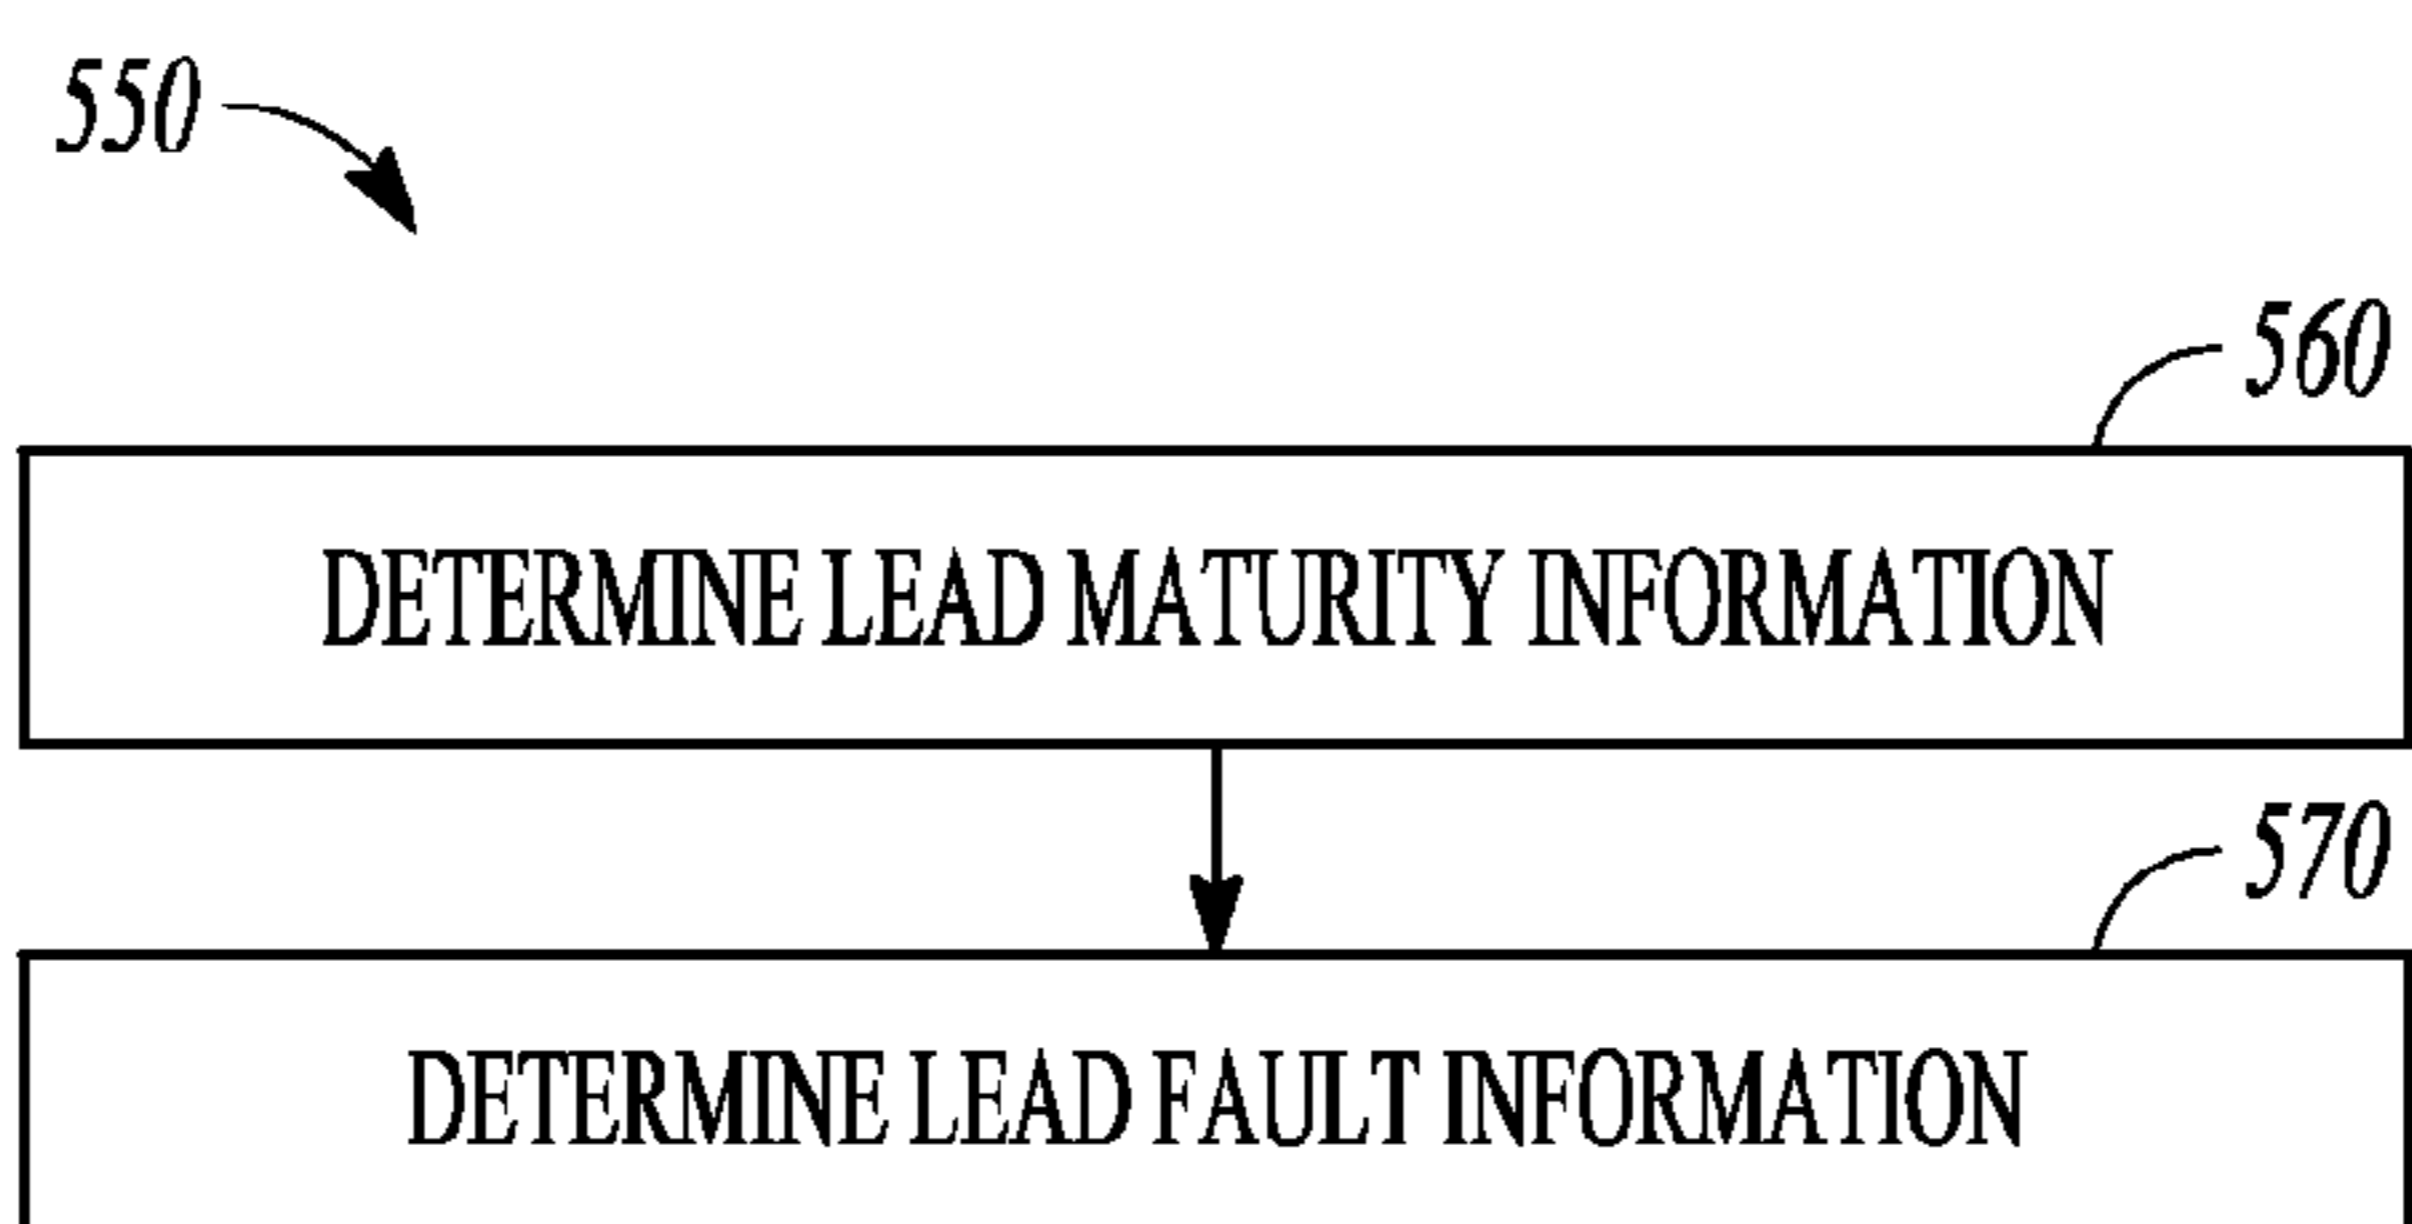 550
560
DETERMINE LEAD MATURITY INFORMATION
570
DETERMINE LEAD FAULT INFORMATION